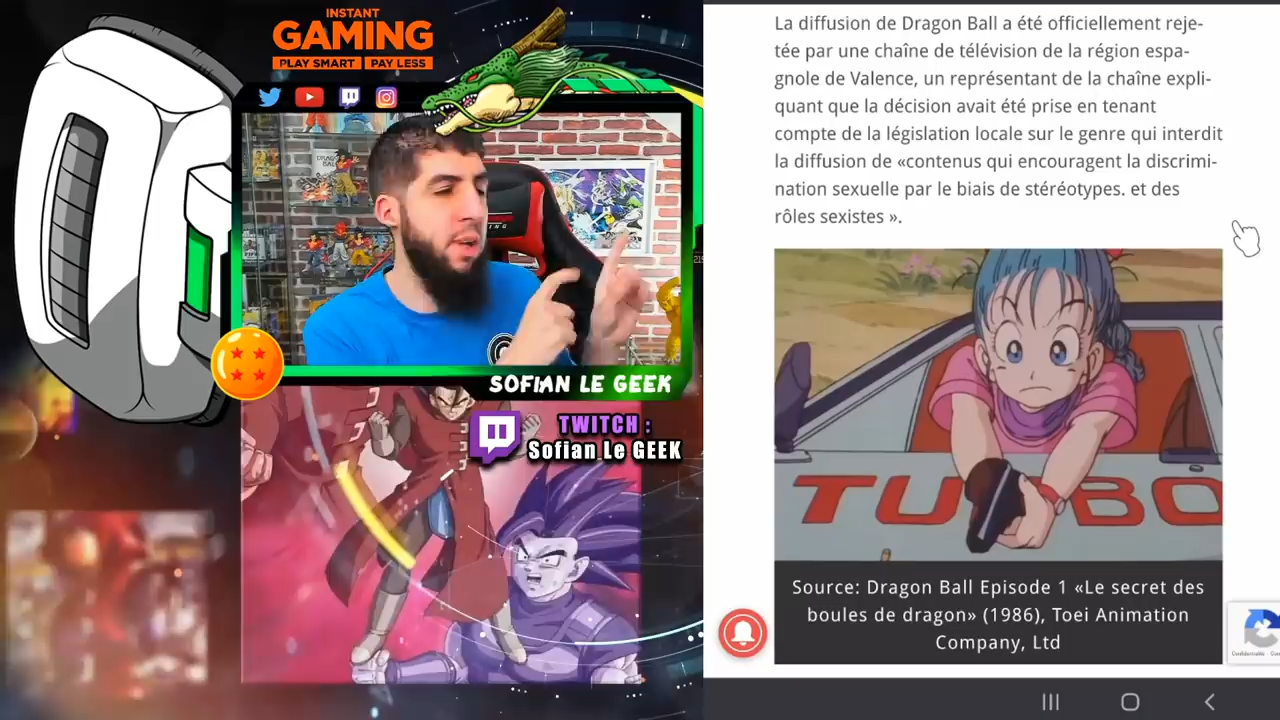 INSTANT
GAMING
PLAY SMART PAY LESS
SOFIAN LE GEEK
TWITCH :
Sofian Le GEEK
La diffusion de Dragon Ball a été officiellement reje-
tée par une chaîne de télévision de la région espa-
gnole de Valence, un représentant de la chaîne expli-
quant que la décision avait été prise en tenant
compte de la législation locale sur le genre qui interdit
la diffusion de «contenus qui encouragent la discrimi-
nation sexuelle par le biais de stéréotypes. et des
rôles sexistes ».
TU BO
Source: Dragon Ball Episode 1 «Le secret des
boules de dragon» (1986), Toei Animation
Company, Ltd